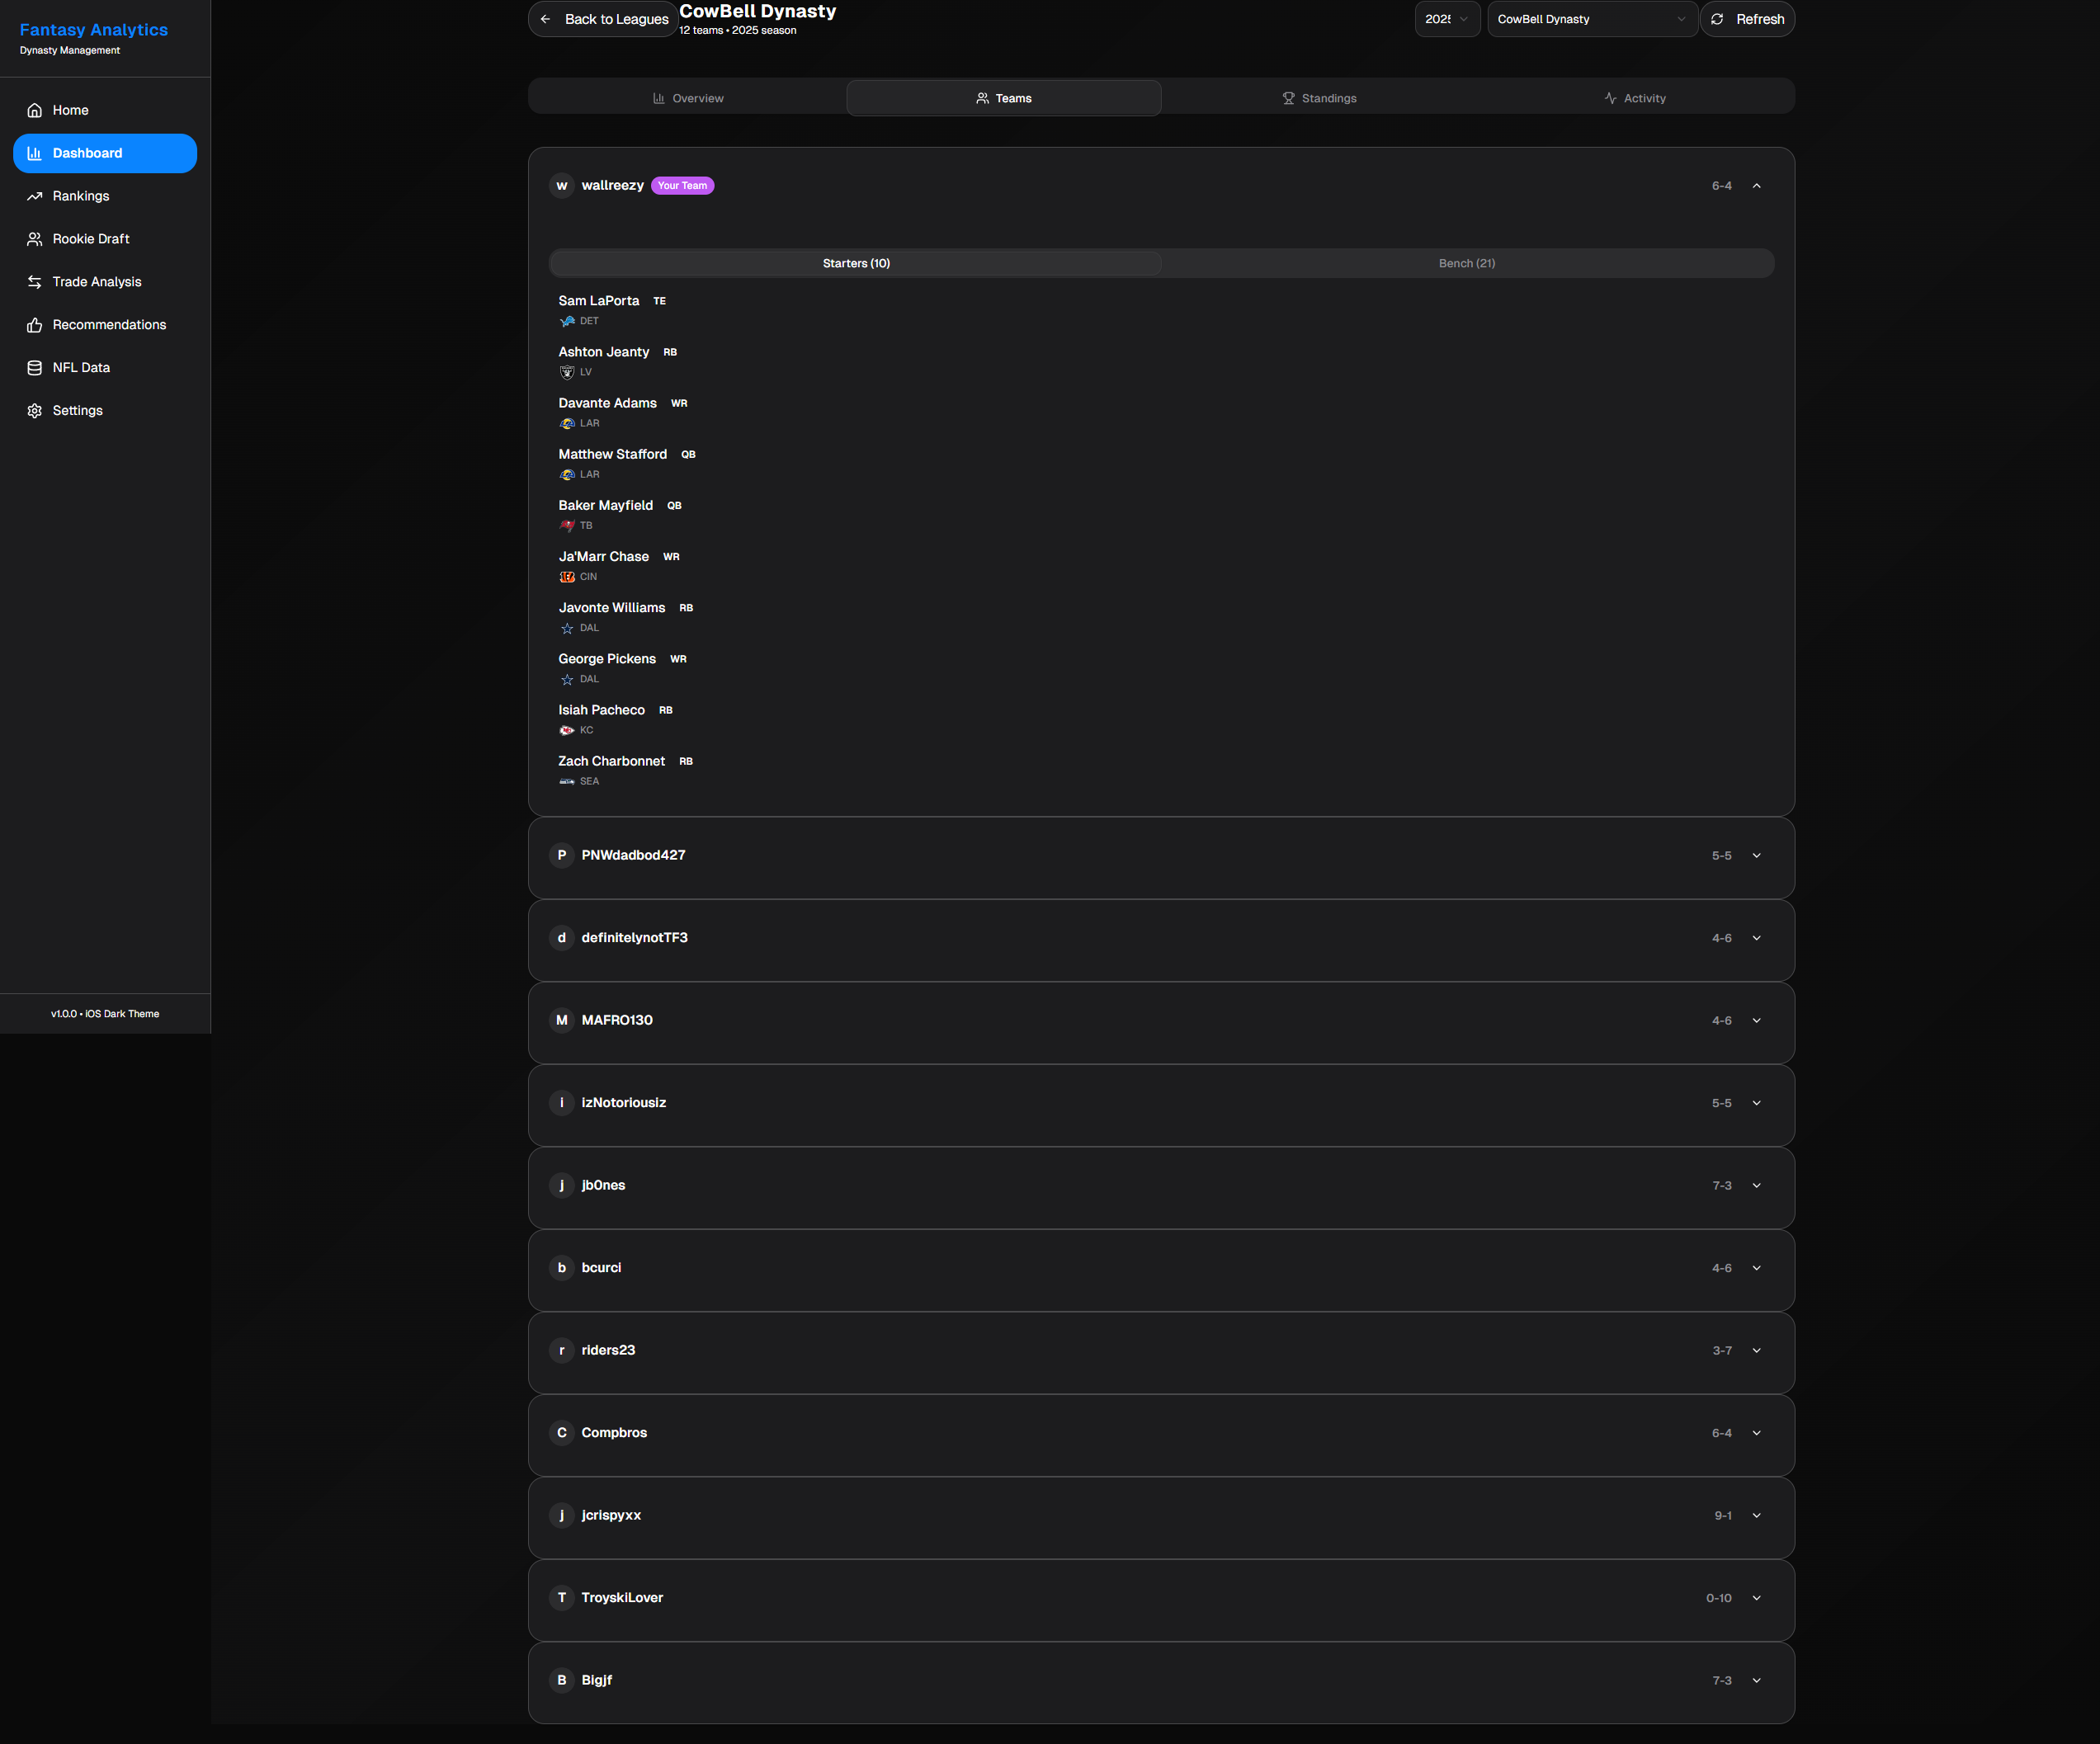 Fantasy Analytics
Dynasty Management
Home
Dashboard
Rankings
Rookie Draft
Trade Analysis
Recommendations
NFL Data
Settings
v1.0.0 • iOS Dark Theme
Back to Leagues
CowBell Dynasty
12 teams • 2025 season
2025
CowBell Dynasty
Refresh
Overview
Teams
Standings
Activity
w wallreezy Your Team 6-4
Starters (10)
Bench (21)
Sam LaPorta TE
DET
Ashton Jeanty RB
LV
Davante Adams WR
LAR
Matthew Stafford QB
LAR
Baker Mayfield QB
TB
Ja'Marr Chase WR
CIN
Javonte Williams RB
DAL
George Pickens WR
DAL
Isiah Pacheco RB
KC
Zach Charbonnet RB
SEA
P PNWdadbod427 5-5
d definitelynotTF3 4-6
M MAFRO130 4-6
i izNotoriousiz 5-5
j jb0nes 7-3
b bcurci 4-6
r riders23 3-7
C Compbros 6-4
j jcrispyxx 9-1
T TroyskiLover 0-10
B Bigjf 7-3